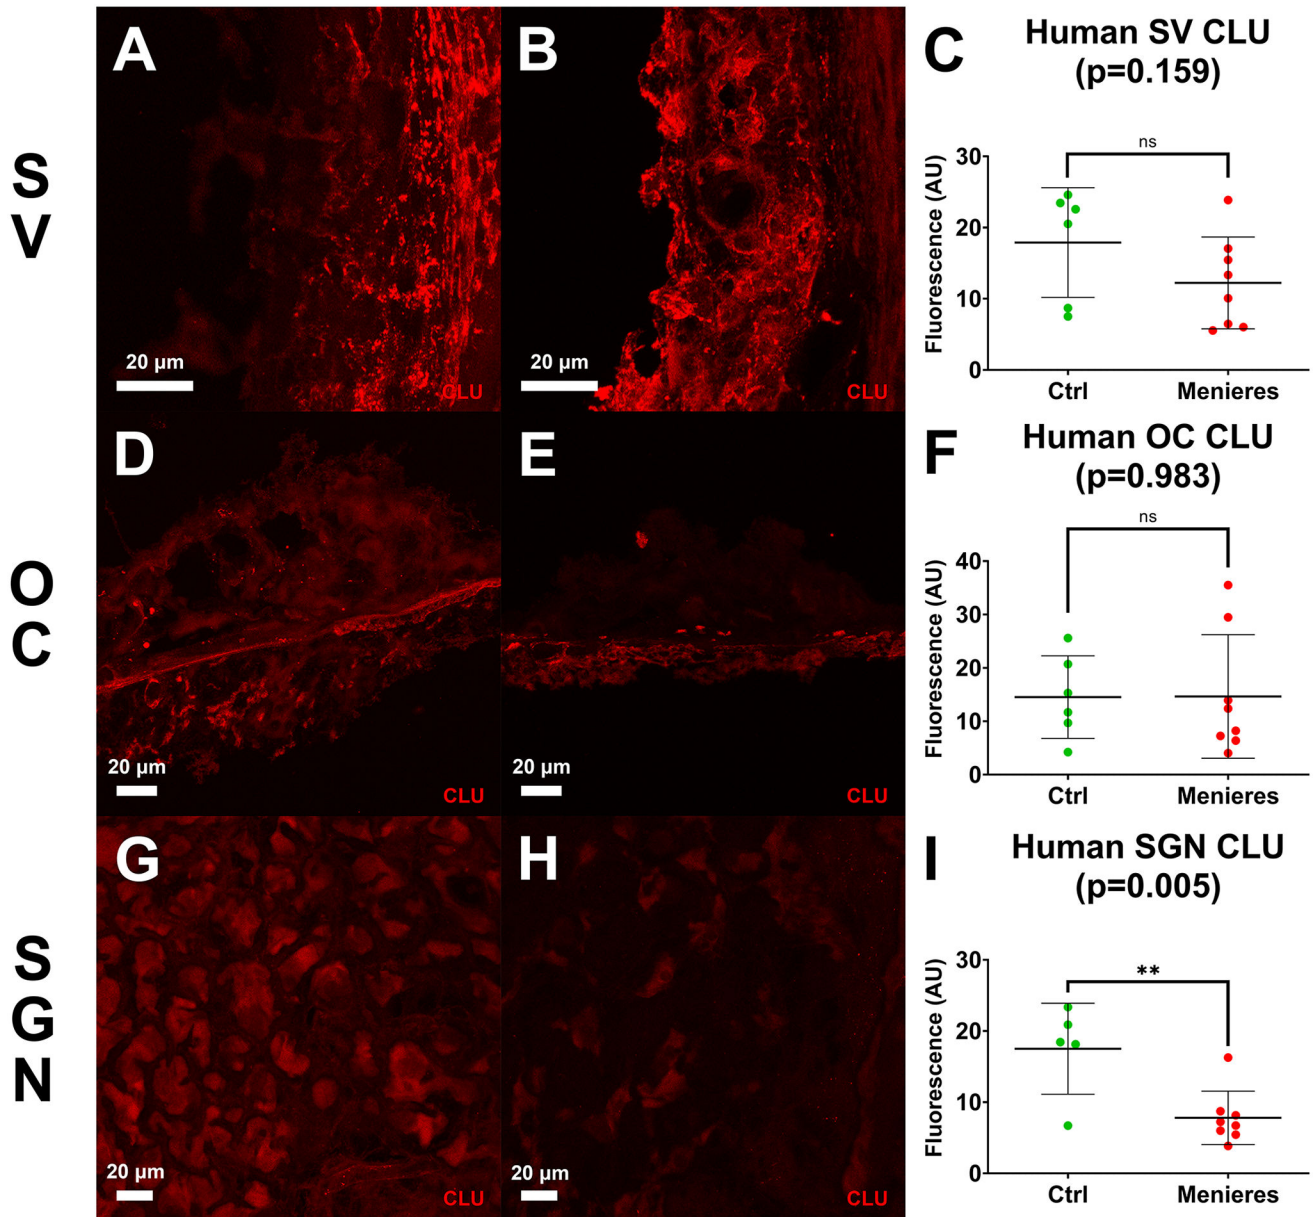 A
B
C
Human SV CLU
(p=0.159)
S
V
20 µm
CLU
20 µm
CLU
ns
Fluorescence (AU)
30
20
10
0
Ctrl
Menieres
D
E
F
Human OC CLU
(p=0.983)
O
C
20 µm
CLU
20 µm
CLU
ns
Fluorescence (AU)
40
30
20
10
0
Ctrl
Menieres
G
H
I
Human SGN CLU
(p=0.005)
S
G
N
20 µm
CLU
20 µm
CLU
**
Fluorescence (AU)
30
20
10
0
Ctrl
Menieres